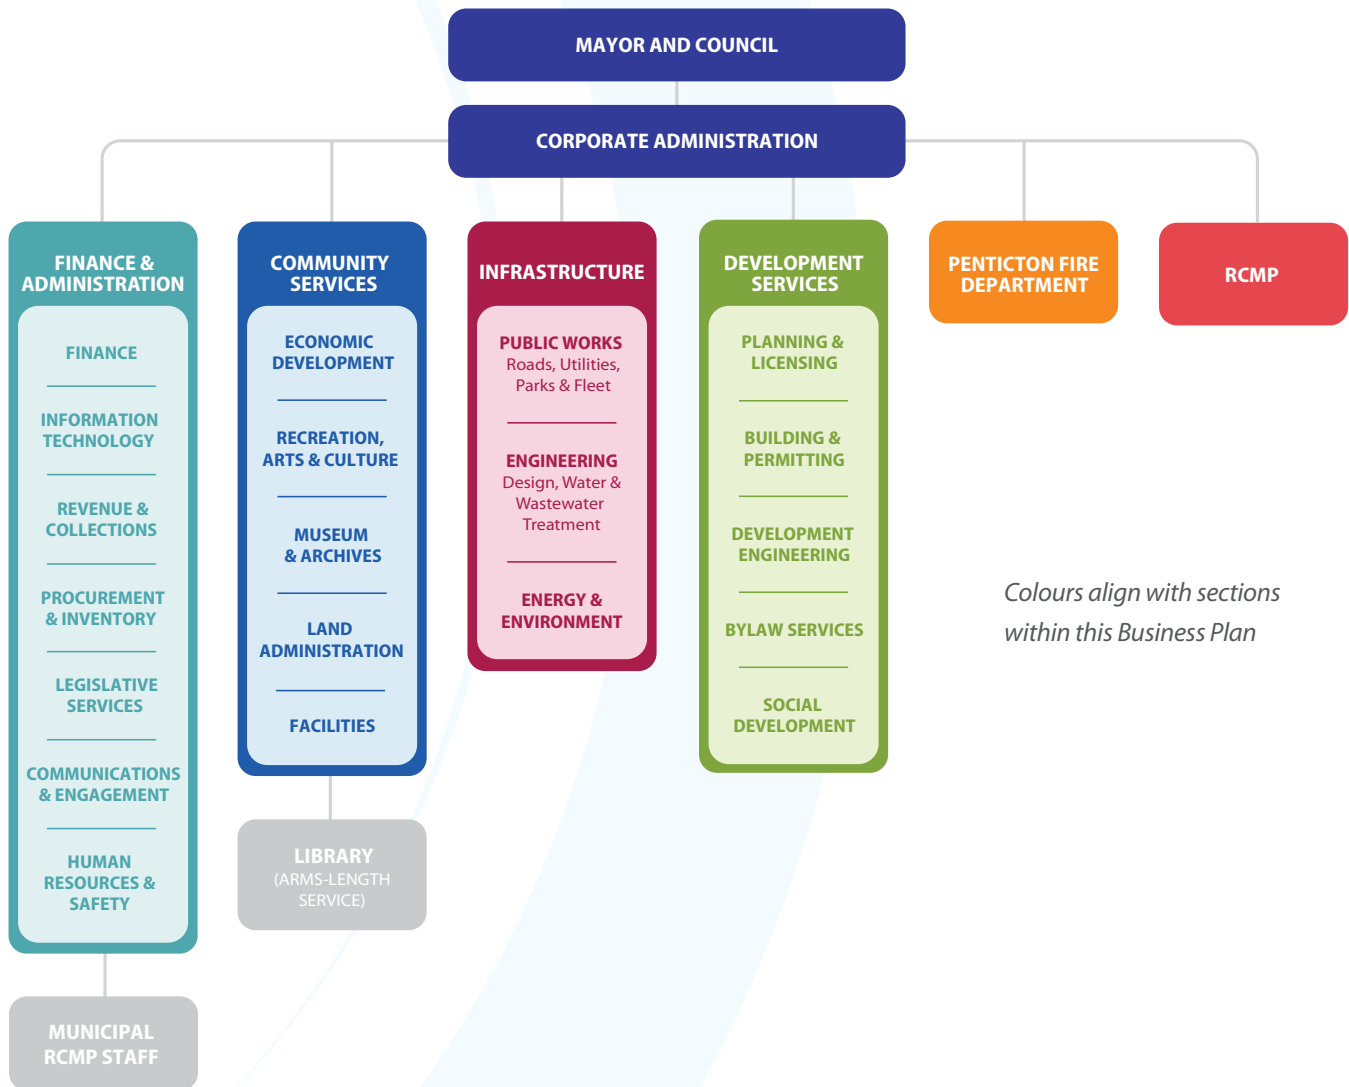 MAYOR AND COUNCIL
CORPORATE ADMINISTRATION
FINANCE &
ADMINISTRATION
FINANCE
INFORMATION
TECHNOLOGY
REVENUE &
COLLECTIONS
PROCUREMENT
& INVENTORY
LEGISLATIVE
SERVICES
COMMUNICATIONS
& ENGAGEMENT
HUMAN
RESOURCES &
SAFETY
MUNICIPAL
RCMP STAFF
COMMUNITY
SERVICES
ECONOMIC
DEVELOPMENT
RECREATION,
ARTS & CULTURE
MUSEUM
& ARCHIVES
LAND
ADMINISTRATION
FACILITIES
LIBRARY
(ARMS-LENGTH
SERVICE)
INFRASTRUCTURE
PUBLIC WORKS
Roads, Utilities,
Parks & Fleet
ENGINEERING
Design, Water &
Wastewater
Treatment
ENERGY &
ENVIRONMENT
DEVELOPMENT
SERVICES
PLANNING &
LICENSING
BUILDING &
PERMITTING
DEVELOPMENT
ENGINEERING
BYLAW SERVICES
SOCIAL
DEVELOPMENT
PENTICTON FIRE
DEPARTMENT
RCMP
Colours align with sections
within this Business Plan